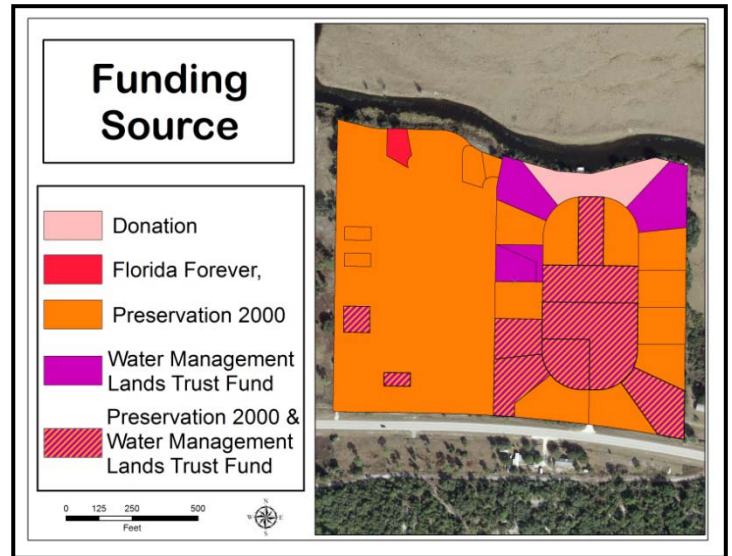 Funding
Source
Donation
Florida Forever,
Preservation 2000
Water Management
Lands Trust Fund
Preservation 2000 &
Water Management
Lands Trust Fund
0 125 250 500
Feet
S
W E
S